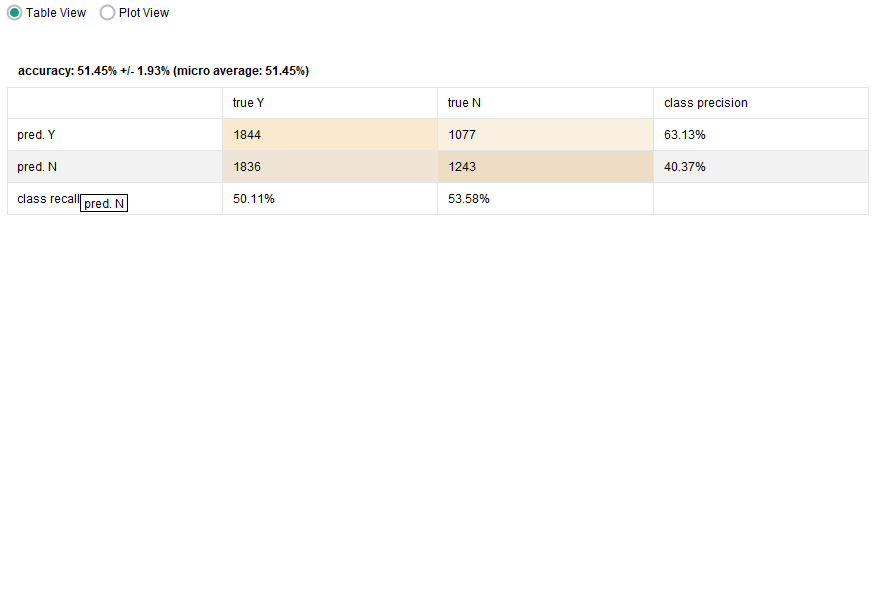 Table View Plot View
accuracy: 51.45% +/- 1.93% (micro average: 51.45%)
true Y true N class precision
pred. Y 1844 1077 63.13%
pred. N 1836 1243 40.37%
class recall 50.11% 53.58%
pred. N